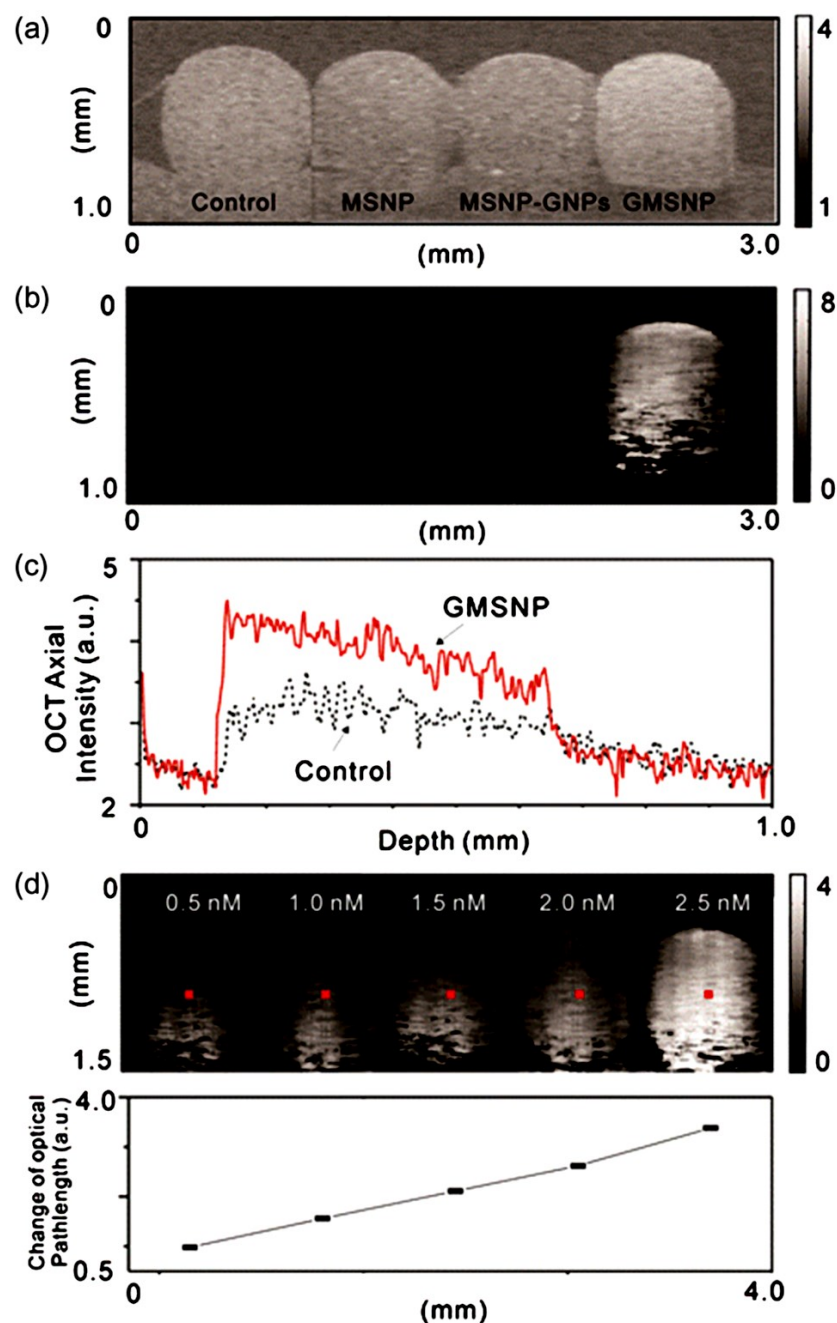 (a)
0
(mm)
1.0
Control MSNP MSNP-GNPs GMSNP
0 (mm) 3.0
4
1
(b)
0
(mm)
1.0
0 (mm) 3.0
8
0
(c)
5
OCT Axial
Intensity (a.u.)
2
GMSNP
Control
0 Depth (mm) 1.0
(d)
0
(mm)
1.5
0.5 nM 1.0 nM 1.5 nM 2.0 nM 2.5 nM
4
0
4.0
Change of optical
Pathlength (a.u.)
0.5
(mm) 4.0